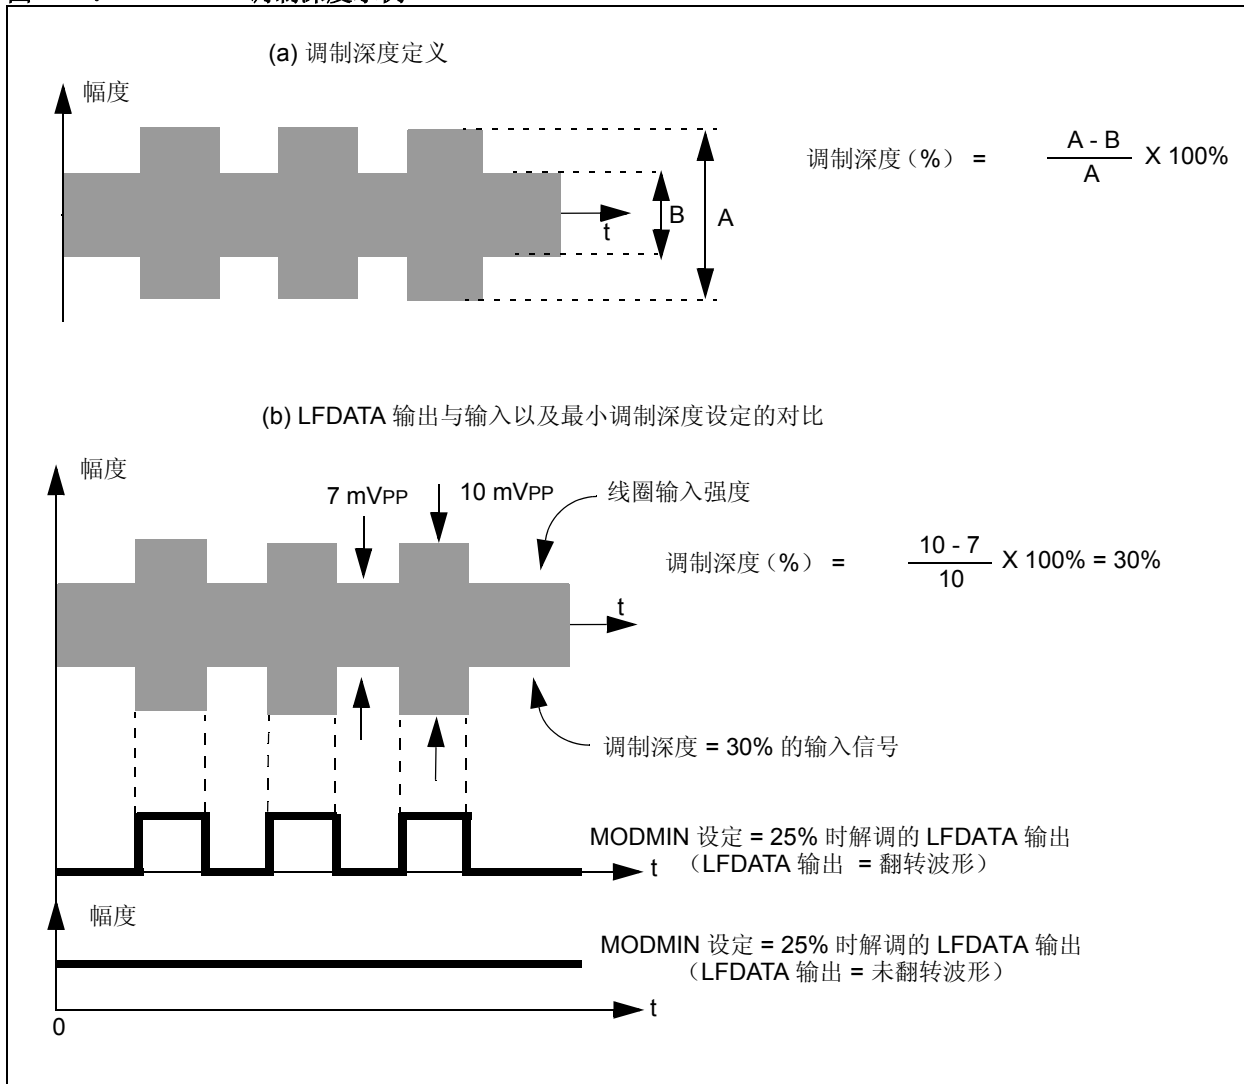 (a) 调制深度定义
幅度
调制深度（%） = A - B / A X 100%
B
A
t
(b) LFDATA 输出与输入以及最小调制深度设定的对比
幅度
7 mVPP
10 mVPP
线圈输入强度
调制深度（%） = 10 - 7 / 10 X 100% = 30%
t
调制深度 = 30% 的输入信号
MODMIN 设定 = 25% 时解调的 LFDATA 输出
（LFDATA 输出 = 翻转波形）
t
幅度
MODMIN 设定 = 25% 时解调的 LFDATA 输出
（LFDATA 输出 = 未翻转波形）
t
0